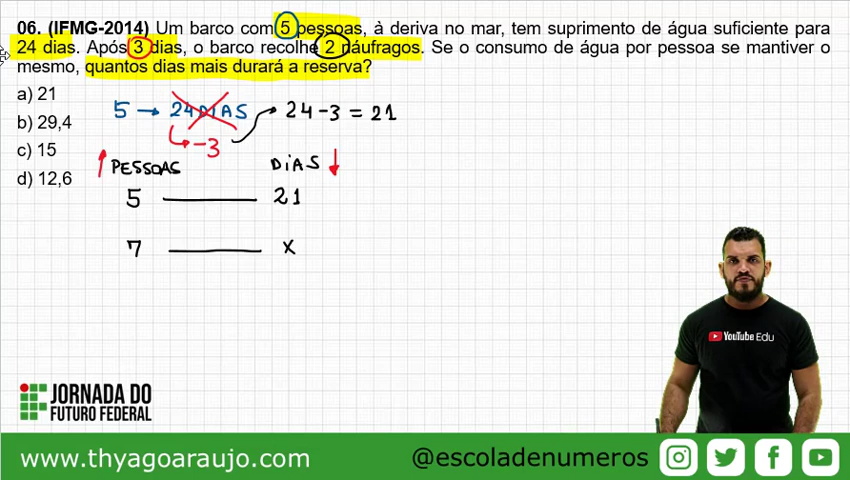 06. (IFMG-2014) Um barco com 5 pessoas, à deriva no mar, tem suprimento de água suficiente para
24 dias. Após 3 dias, o barco recolhe 2 náufragos. Se o consumo de água por pessoa se mantiver o
mesmo, quantos dias mais durará a reserva?
a) 21
b) 29,4
c) 15
d) 12,6
5 → 24 DIAS → 24 - 3 = 21
-3
PESSOAS DIAS
5 21
7 x
YouTube Edu
JORNADA DO
FUTURO FEDERAL
www.thyagoaraujo.com @escoladenumeros